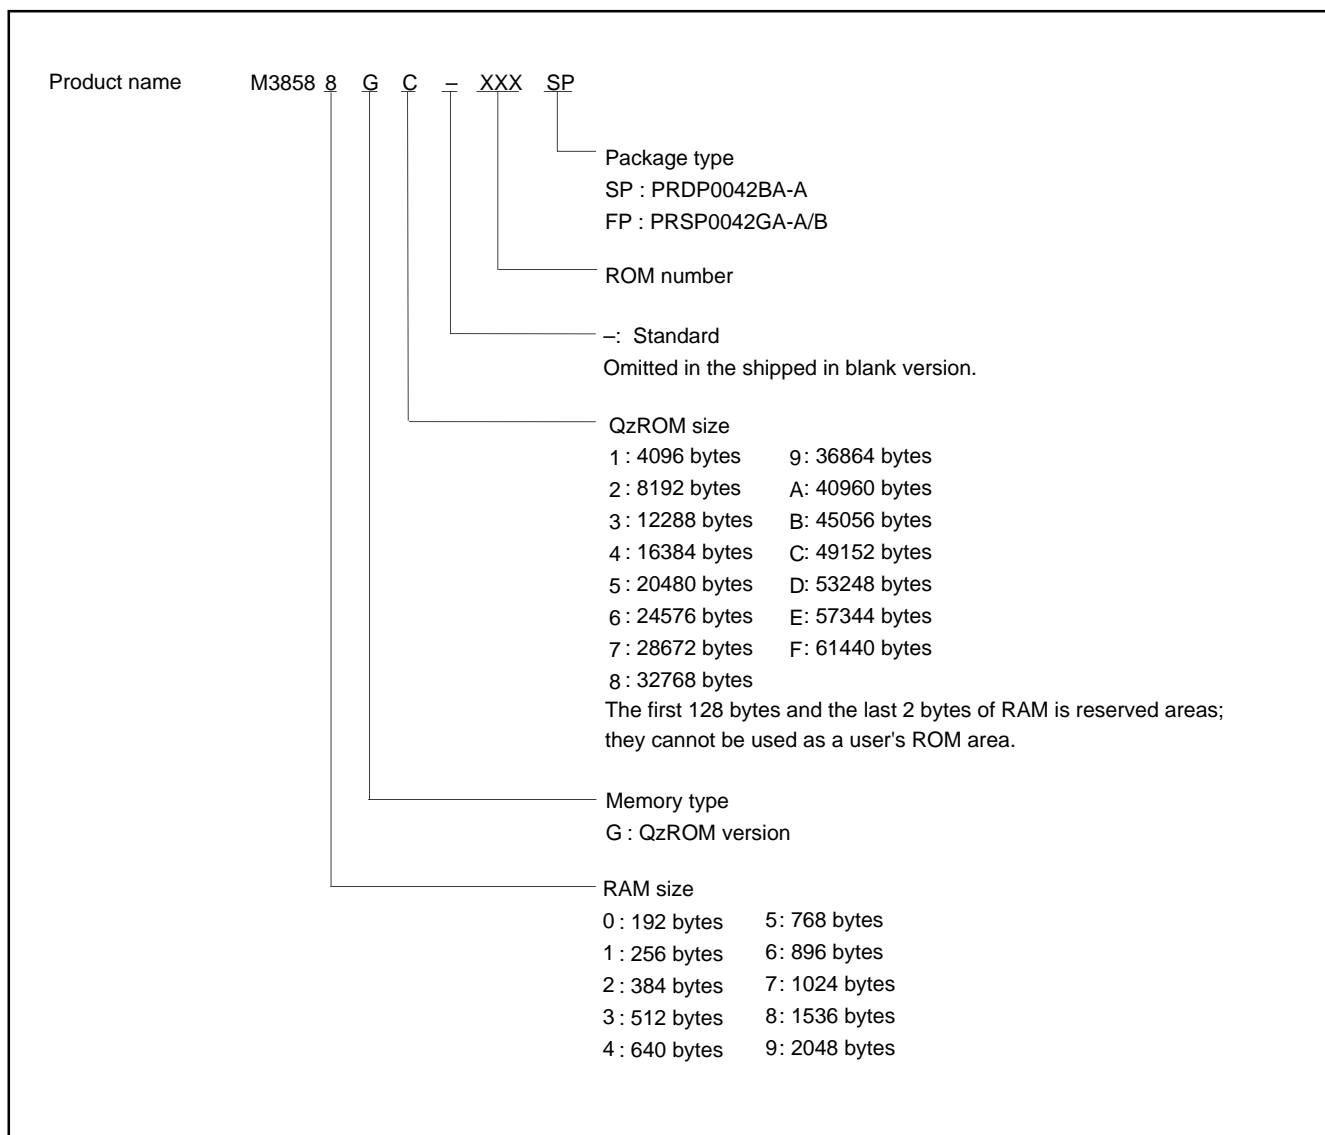 Product name M3858 8 G C – XXX SP
Package type
SP : PRDP0042BA-A
FP : PRSP0042GA-A/B
ROM number
–: Standard
Omitted in the shipped in blank version.
QzROM size
1 : 4096 bytes 9 : 36864 bytes
2 : 8192 bytes A: 40960 bytes
3 : 12288 bytes B: 45056 bytes
4 : 16384 bytes C: 49152 bytes
5 : 20480 bytes D: 53248 bytes
6 : 24576 bytes E: 57344 bytes
7 : 28672 bytes F: 61440 bytes
8 : 32768 bytes
The first 128 bytes and the last 2 bytes of RAM is reserved areas;
they cannot be used as a user's ROM area.
Memory type
G : QzROM version
RAM size
0 : 192 bytes 5 : 768 bytes
1 : 256 bytes 6 : 896 bytes
2 : 384 bytes 7 : 1024 bytes
3 : 512 bytes 8 : 1536 bytes
4 : 640 bytes 9 : 2048 bytes